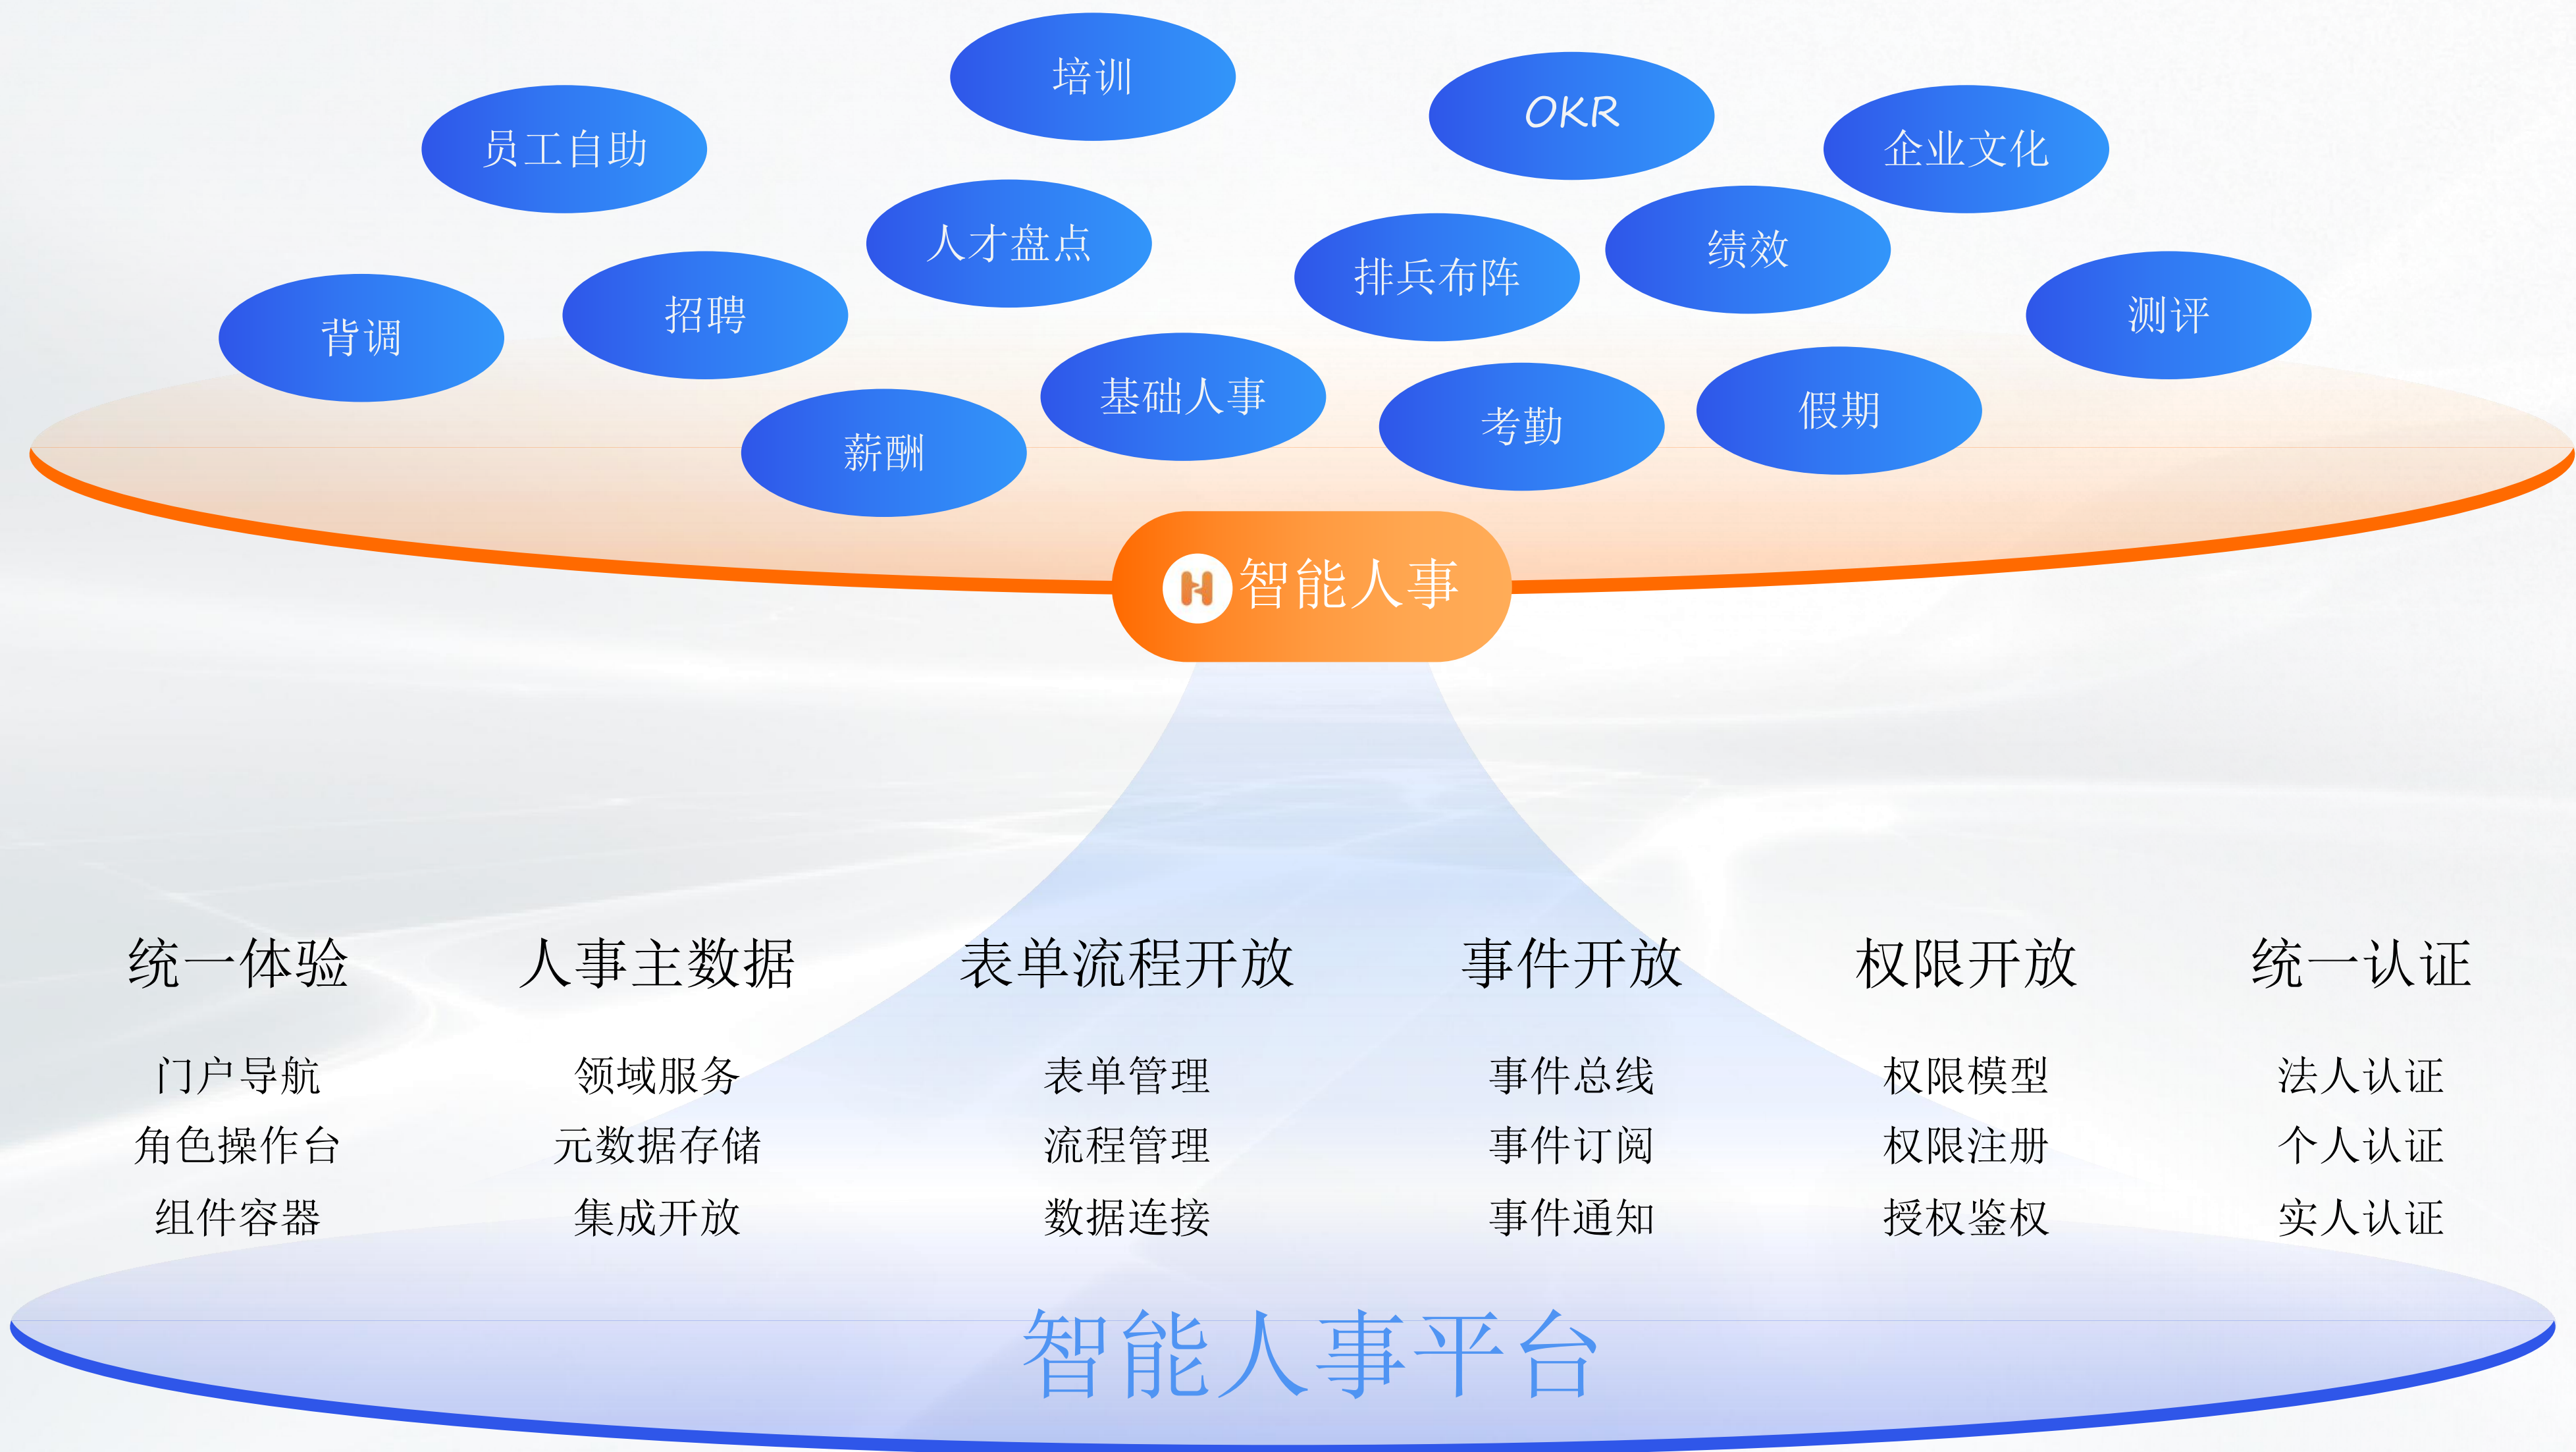 培训
OKR
员工自助
企业文化
人才盘点
绩效
排兵布阵
招聘
测评
背调
基础人事
假期
考勤
薪酬
智能人事
统一体验
人事主数据
表单流程开放
事件开放
权限开放
统一认证
门户导航
领域服务
表单管理
事件总线
权限模型
法人认证
角色操作台
元数据存储
流程管理
事件订阅
权限注册
个人认证
组件容器
集成开放
数据连接
事件通知
授权鉴权
实人认证
智能人事平台